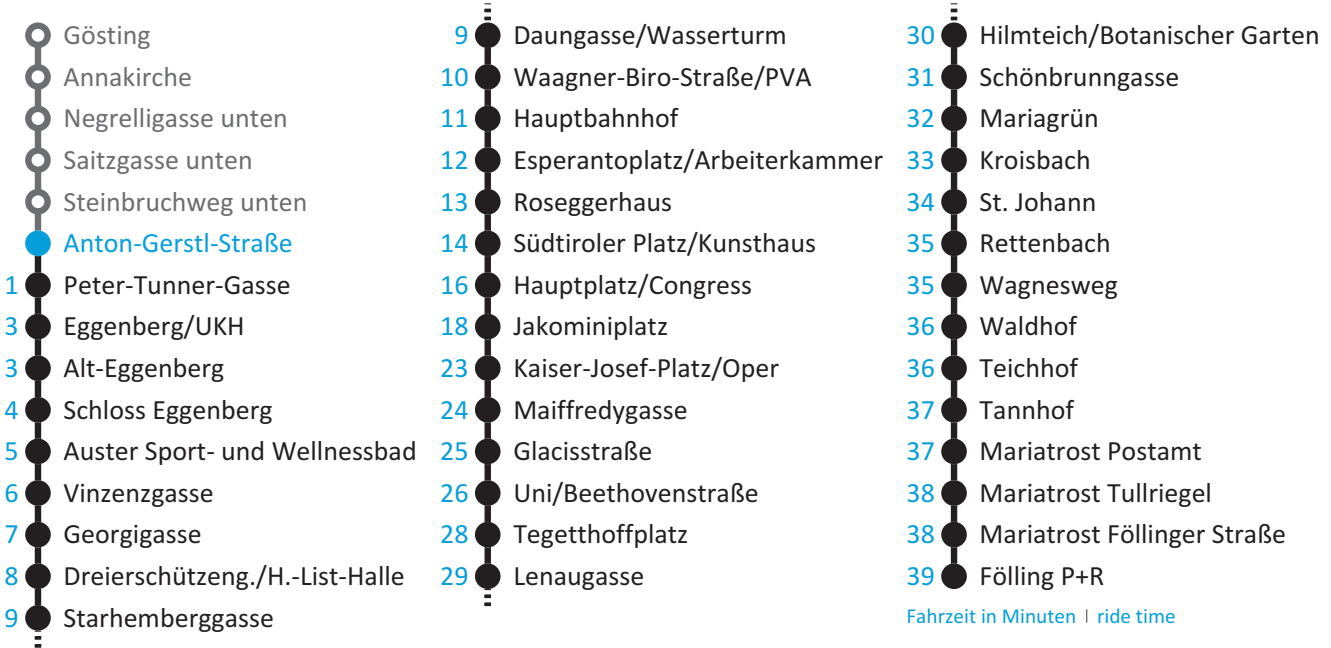 Gösting
Annakirche
Negrelligasse unten
Saitzgasse unten
Steinbruchweg unten
Anton-Gerstl-Straße
1 Peter-Tunner-Gasse
3 Eggenberg/UKH
3 Alt-Eggenberg
4 Schloss Eggenberg
5 Auster Sport- und Wellnessbad
6 Vinzenzgasse
7 Georgigasse
8 Dreierschützeng./H.-List-Halle
9 Starhemberggasse
9 Daungasse/Wasserturm
10 Waagner-Biro-Straße/PVA
11 Hauptbahnhof
12 Esperantoplatz/Arbeiterkammer
13 Roseggerhaus
14 Südtiroler Platz/Kunsthaus
16 Hauptplatz/Congress
18 Jakominiplatz
23 Kaiser-Josef-Platz/Oper
24 Maiffredygasse
25 Glacisstraße
26 Uni/Beethovenstraße
28 Tegetthoffplatz
29 Lenaugasse
30 Hilmteich/Botanischer Garten
31 Schönbrunngasse
32 Mariagrün
33 Kroisbach
34 St. Johann
35 Rettenbach
35 Wagnesweg
36 Waldhof
36 Teichhof
37 Tannhof
37 Mariatrost Postamt
38 Mariatrost Tullriegel
38 Mariatrost Föllinger Straße
39 Fölling P+R
Fahrzeit in Minuten | ride time